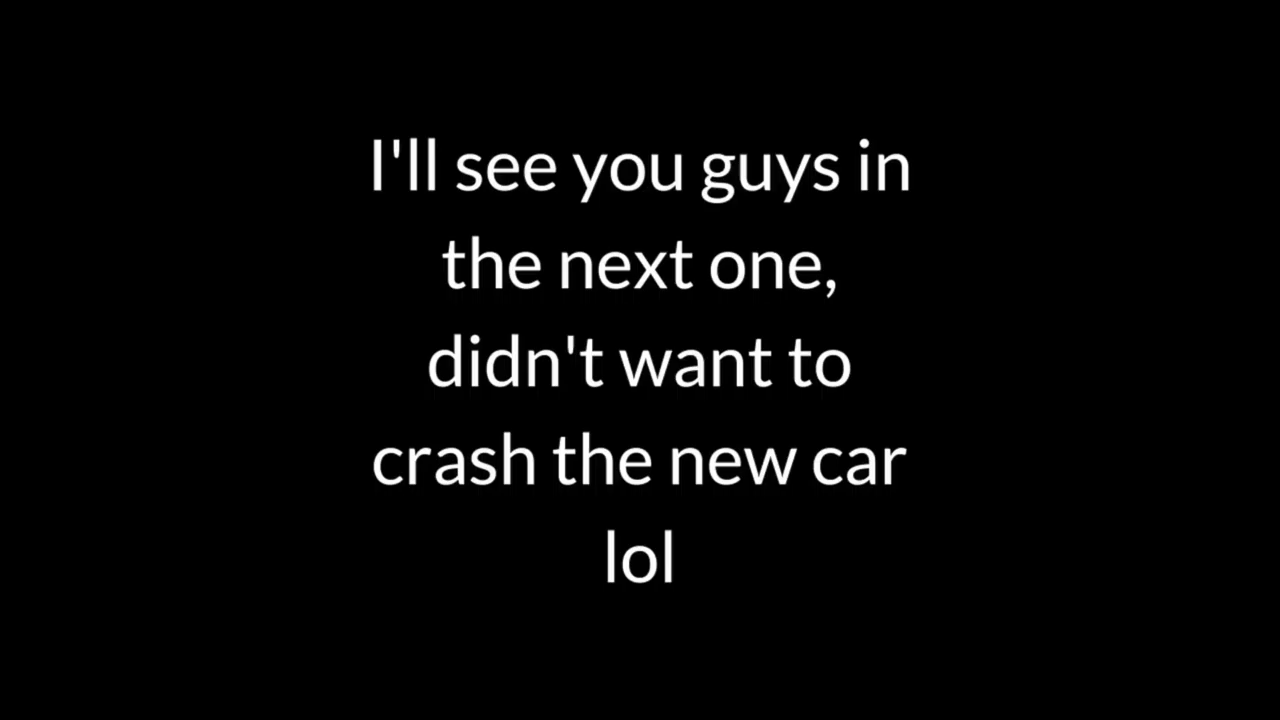 I'll see you guys in
the next one,
didn't want to
crash the new car
lol